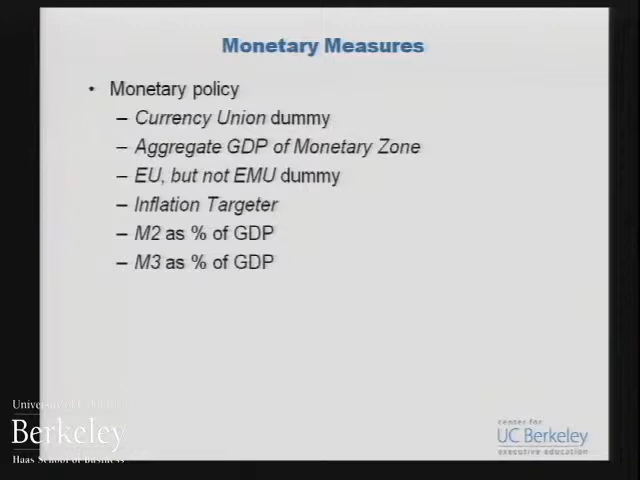 Monetary Measures
• Monetary policy
– Currency Union dummy
– Aggregate GDP of Monetary Zone
– EU, but not EMU dummy
– Inflation Targeter
– M2 as % of GDP
– M3 as % of GDP
Berkeley
Haas School of Business
center for
UC Berkeley
executive education